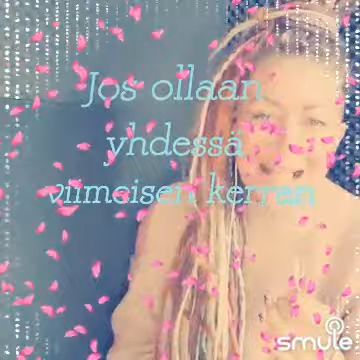 Jos ollaan
yhdessä
viimeisen kerran
smule